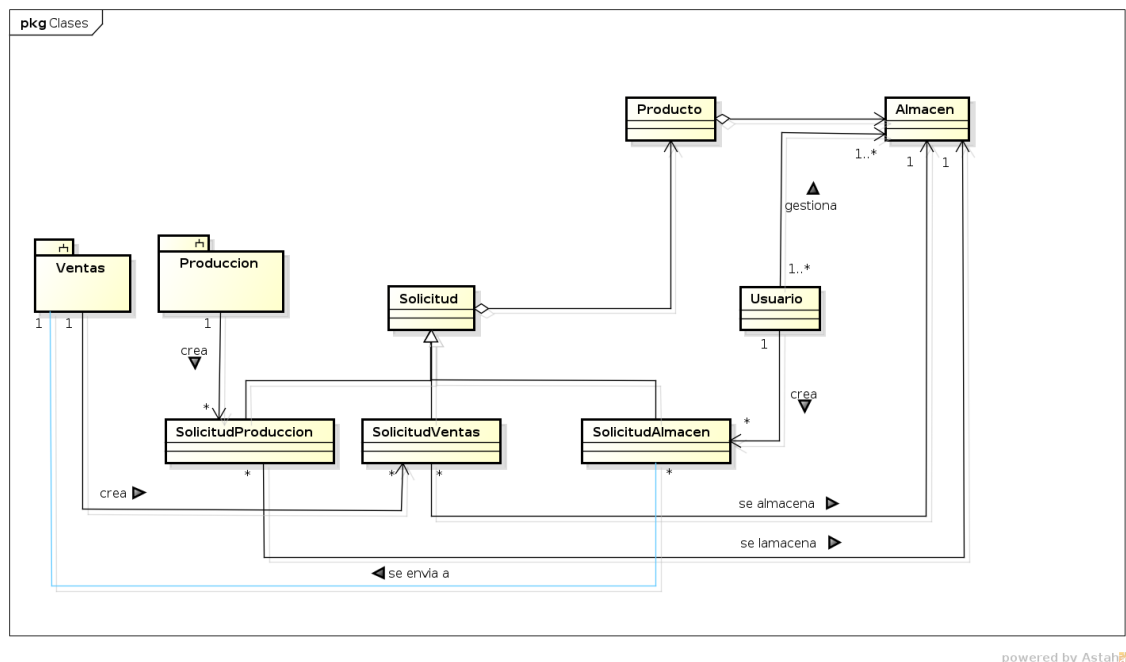 pkg Clases
Producto
Almacen
1..*
1
1
gestiona
Ventas
Produccion
1..*
Solicitud
Usuario
1
1
1
1
crea
crea
*
*
SolicitudProduccion
SolicitudVentas
SolicitudAlmacen
*
*
*
*
crea
se almacena
se lamacena
se envia a
powered by Astah